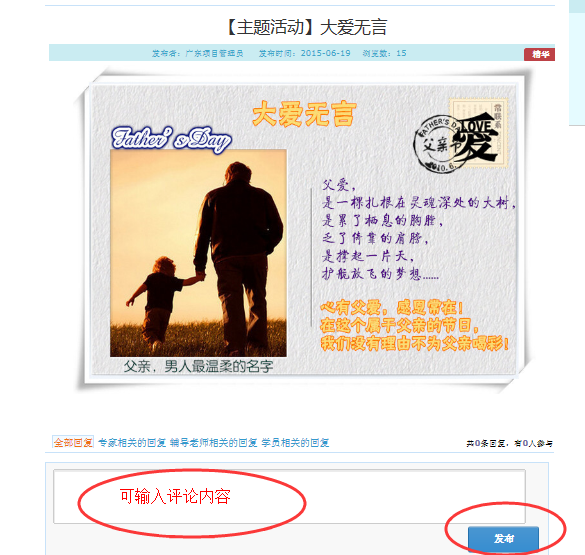 【主题活动】大爱无言
发布者：广东项目管理员 发布时间：2015-06-19 浏览数：15
精华
大爱无言
Father's Day
常联系
FATHER'S DAY
LOVE
爱
父亲节
2010.6.
父爱，
是一棵扎根在灵魂深处的大树，
是累了栖息的胸膛，
乏了倚靠的肩膀，
是撑起一片天，
护航放飞的梦想……
心有父爱，感恩常在！
在这个属于父亲的节日，
我们没有理由不为父亲喝彩！
父亲，男人最温柔的名字
全部回复 专家相关的回复 辅导老师相关的回复 学员相关的回复
共0条回复，有0人参与
可输入评论内容
发布